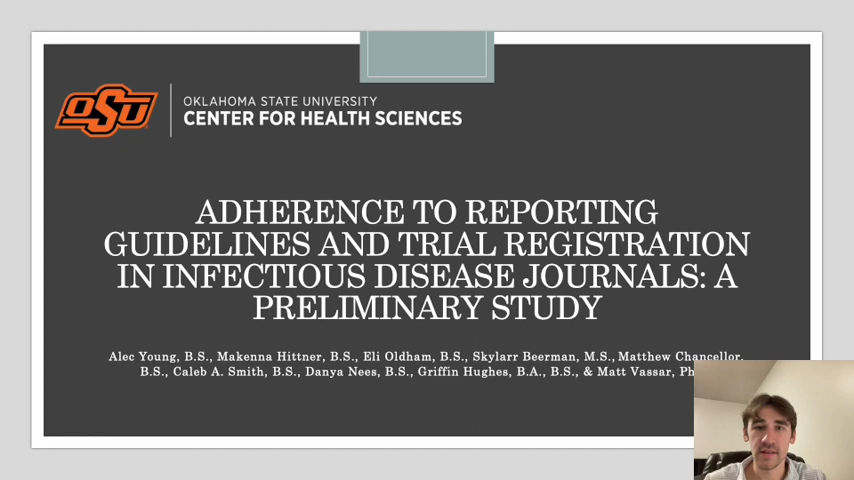 OSU
OKLAHOMA STATE UNIVERSITY
CENTER FOR HEALTH SCIENCES
ADHERENCE TO REPORTING
GUIDELINES AND TRIAL REGISTRATION
IN INFECTIOUS DISEASE JOURNALS: A
PRELIMINARY STUDY
Alec Young, B.S., Makenna Hittner, B.S., Eli Oldham, B.S., Skylarr Beerman, M.S., Matthew Chancellor,
B.S., Caleb A. Smith, B.S., Danya Nees, B.S., Griffin Hughes, B.A., B.S., & Matt Vassar,